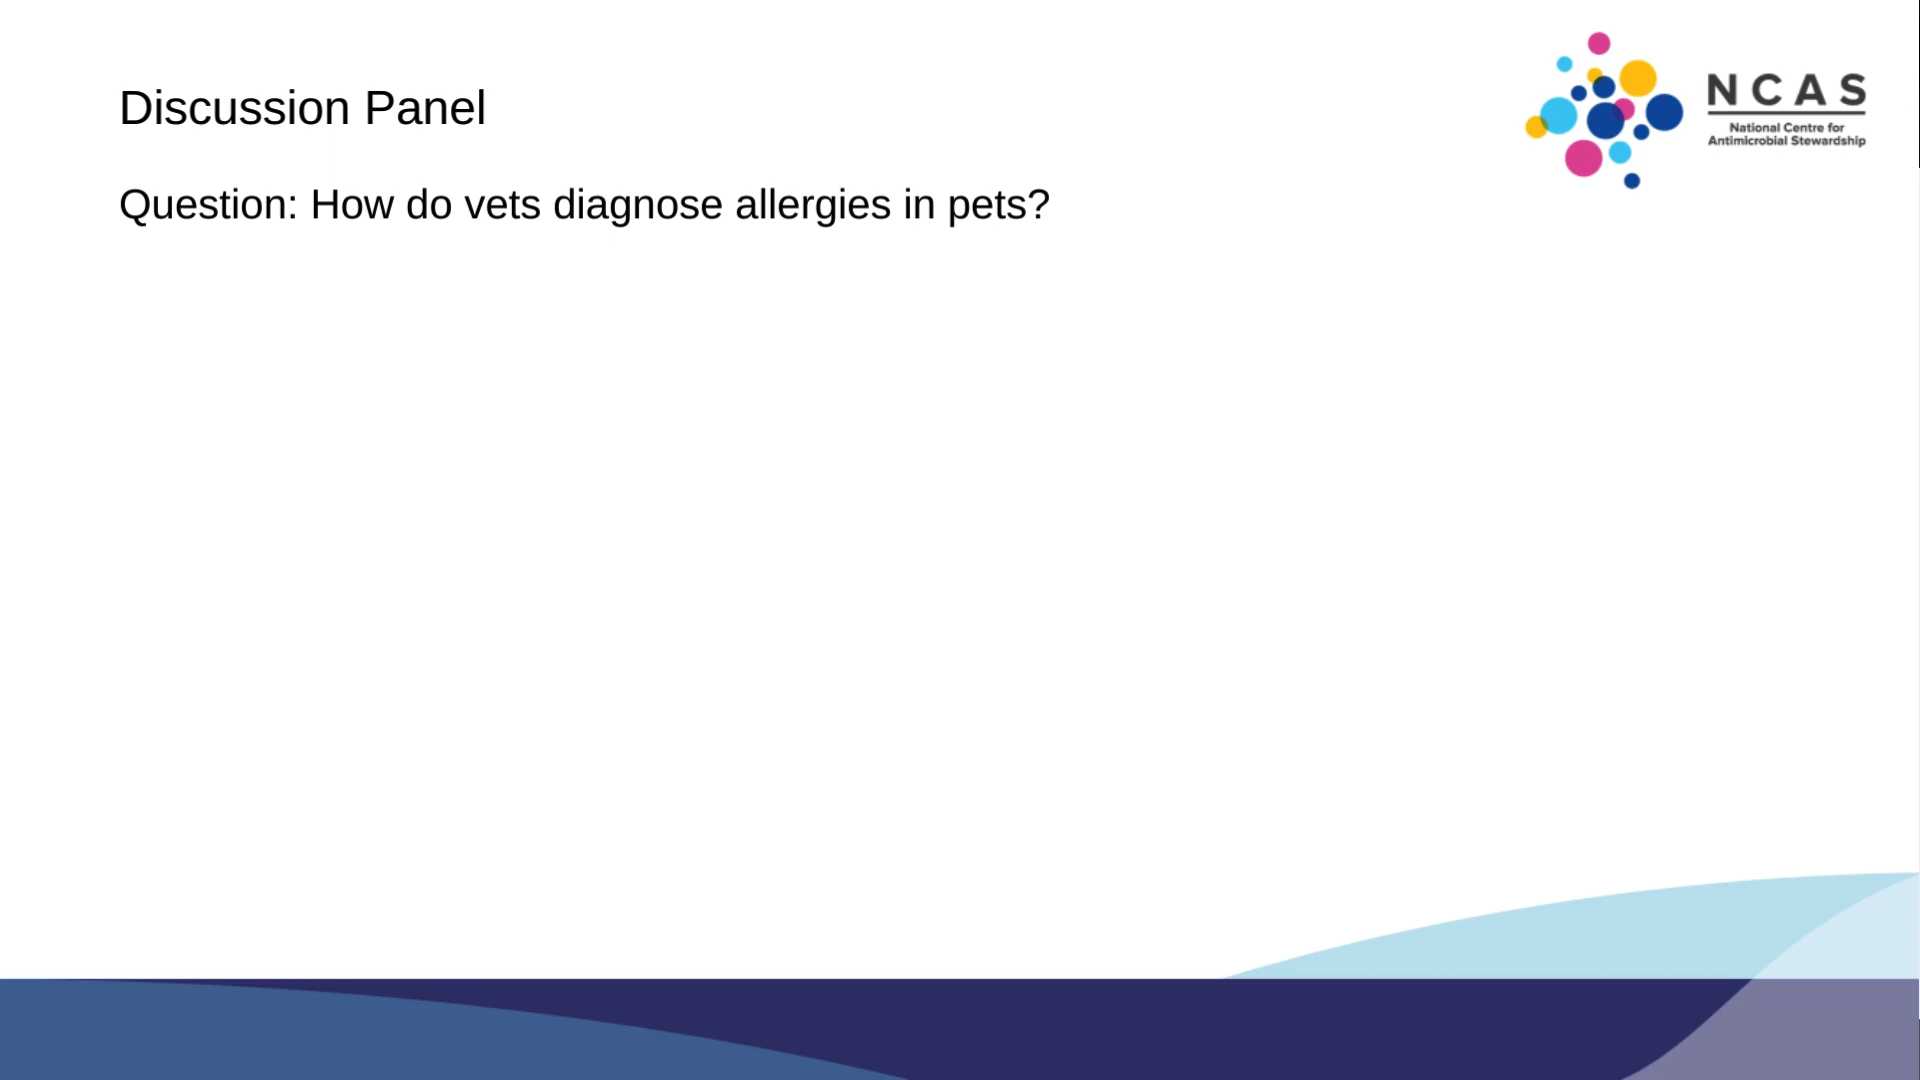 Discussion Panel
Question: How do vets diagnose allergies in pets?
NCAS
National Centre for
Antimicrobial Stewardship